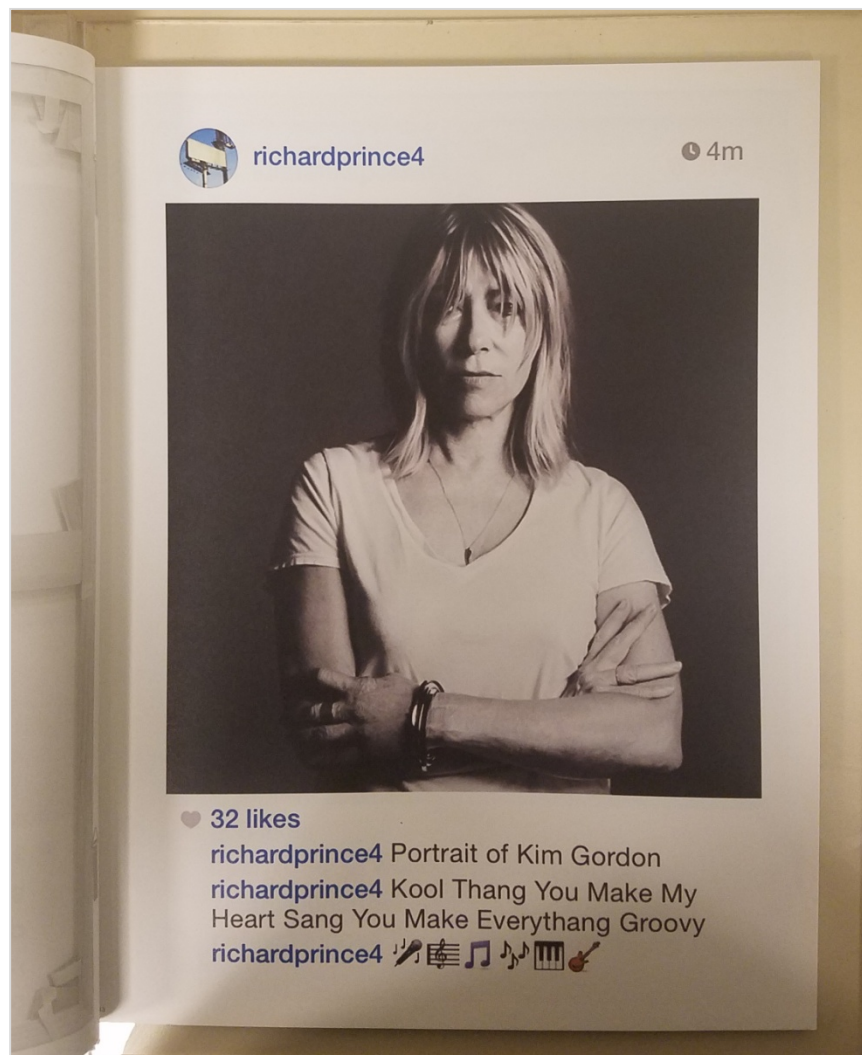 richardprince4 4m
32 likes
richardprince4 Portrait of Kim Gordon
richardprince4 Kool Thang You Make My
Heart Sang You Make Everythang Groovy
richardprince4 🎤🎼🎵🎶🎹🎸